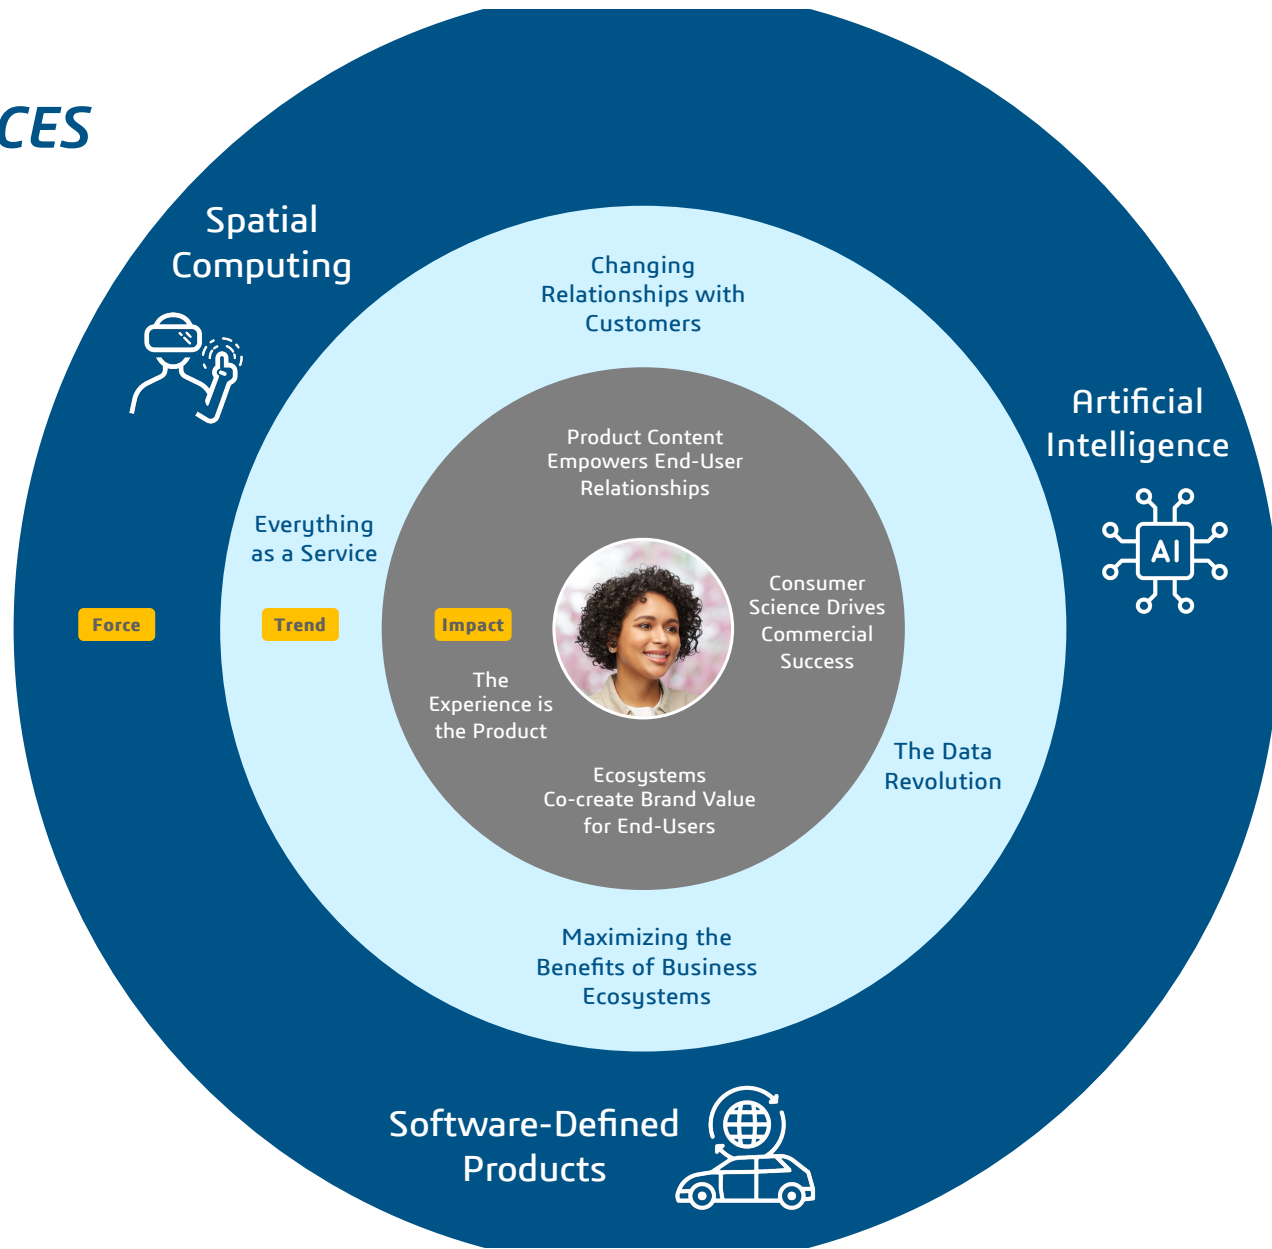 CES
Spatial
Computing
Changing
Relationships with
Customers
Artificial
Intelligence
AI
Product Content
Empowers End-User
Relationships
Everything
as a Service
Consumer
Science Drives
Commercial
Success
Force
Trend
Impact
The
Experience is
the Product
The Data
Revolution
Ecosystems
Co-create Brand Value
for End-Users
Maximizing the
Benefits of Business
Ecosystems
Software-Defined
Products